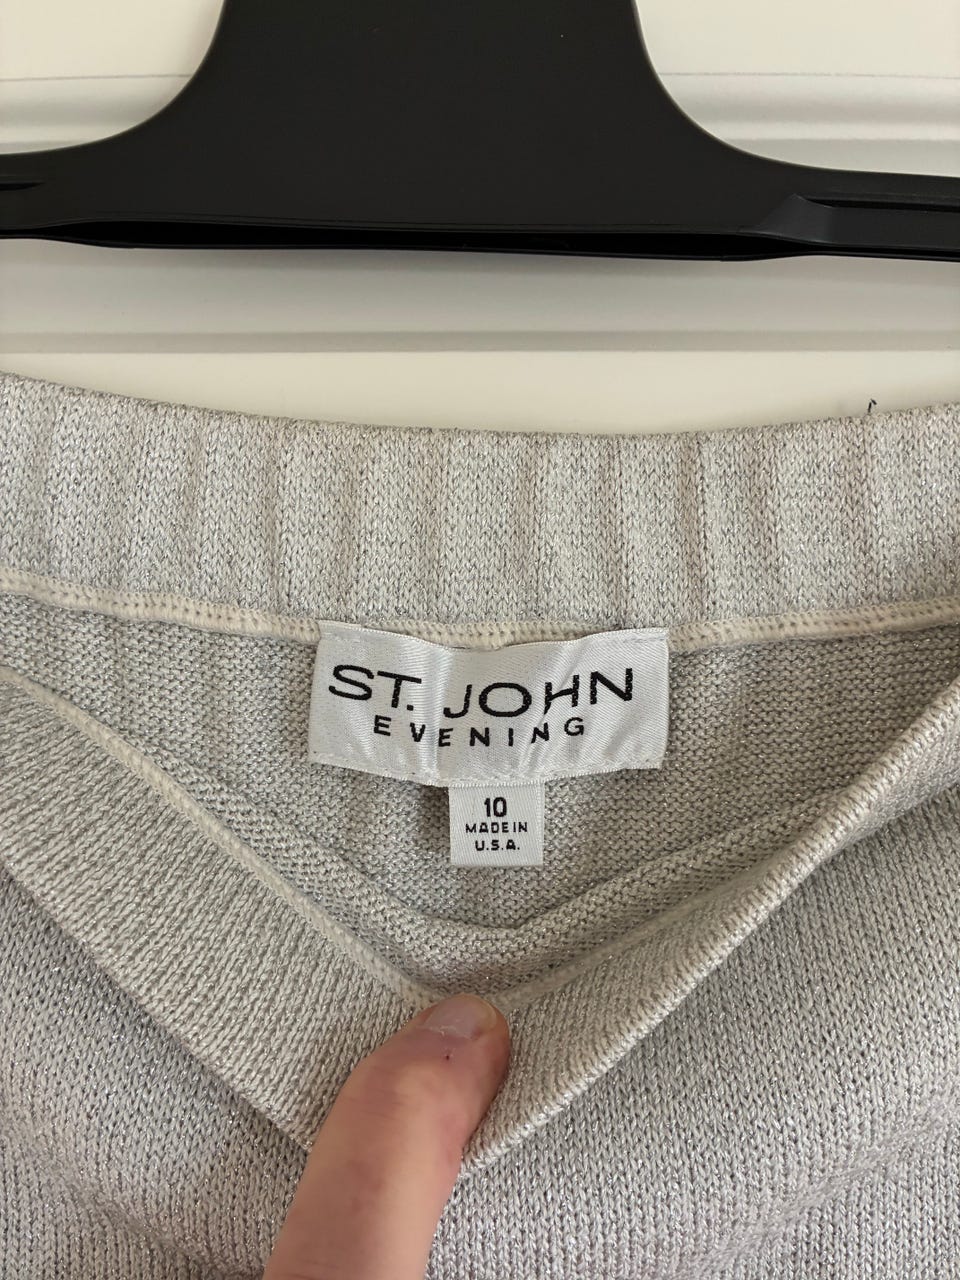 ST. JOHN
EVENING
10
MADE IN
U.S.A.